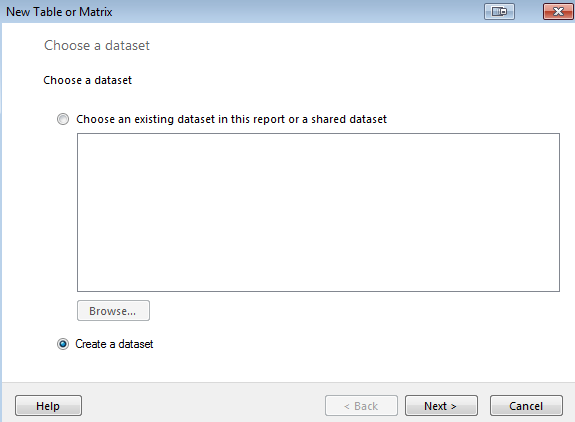 New Table or Matrix
Choose a dataset
Choose a dataset
Choose an existing dataset in this report or a shared dataset
Browse...
Create a dataset
Help
< Back
Next >
Cancel